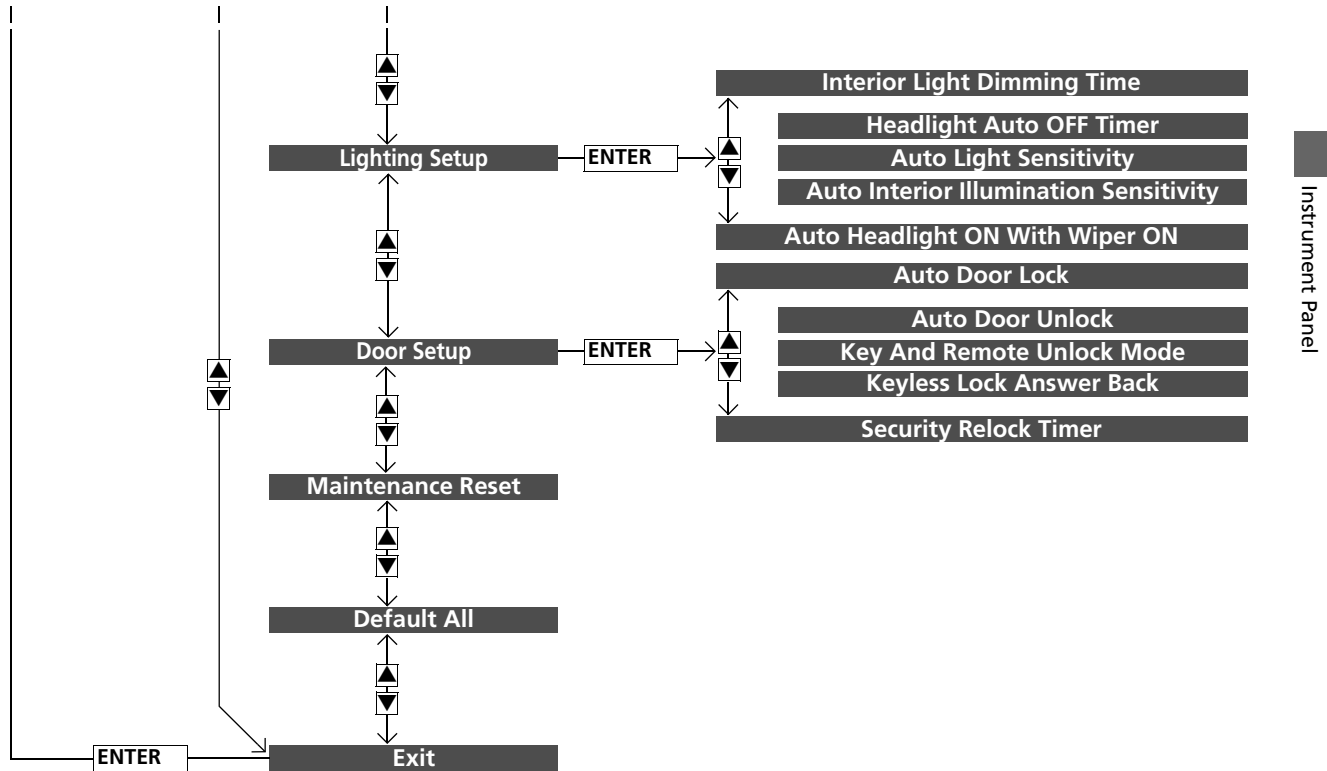 Interior Light Dimming Time
Headlight Auto OFF Timer
Lighting Setup
ENTER
Auto Light Sensitivity
Auto Interior Illumination Sensitivity
Auto Headlight ON With Wiper ON
Auto Door Lock
Auto Door Unlock
Door Setup
ENTER
Key And Remote Unlock Mode
Keyless Lock Answer Back
Security Relock Timer
Maintenance Reset
Default All
ENTER
Exit
Instrument Panel